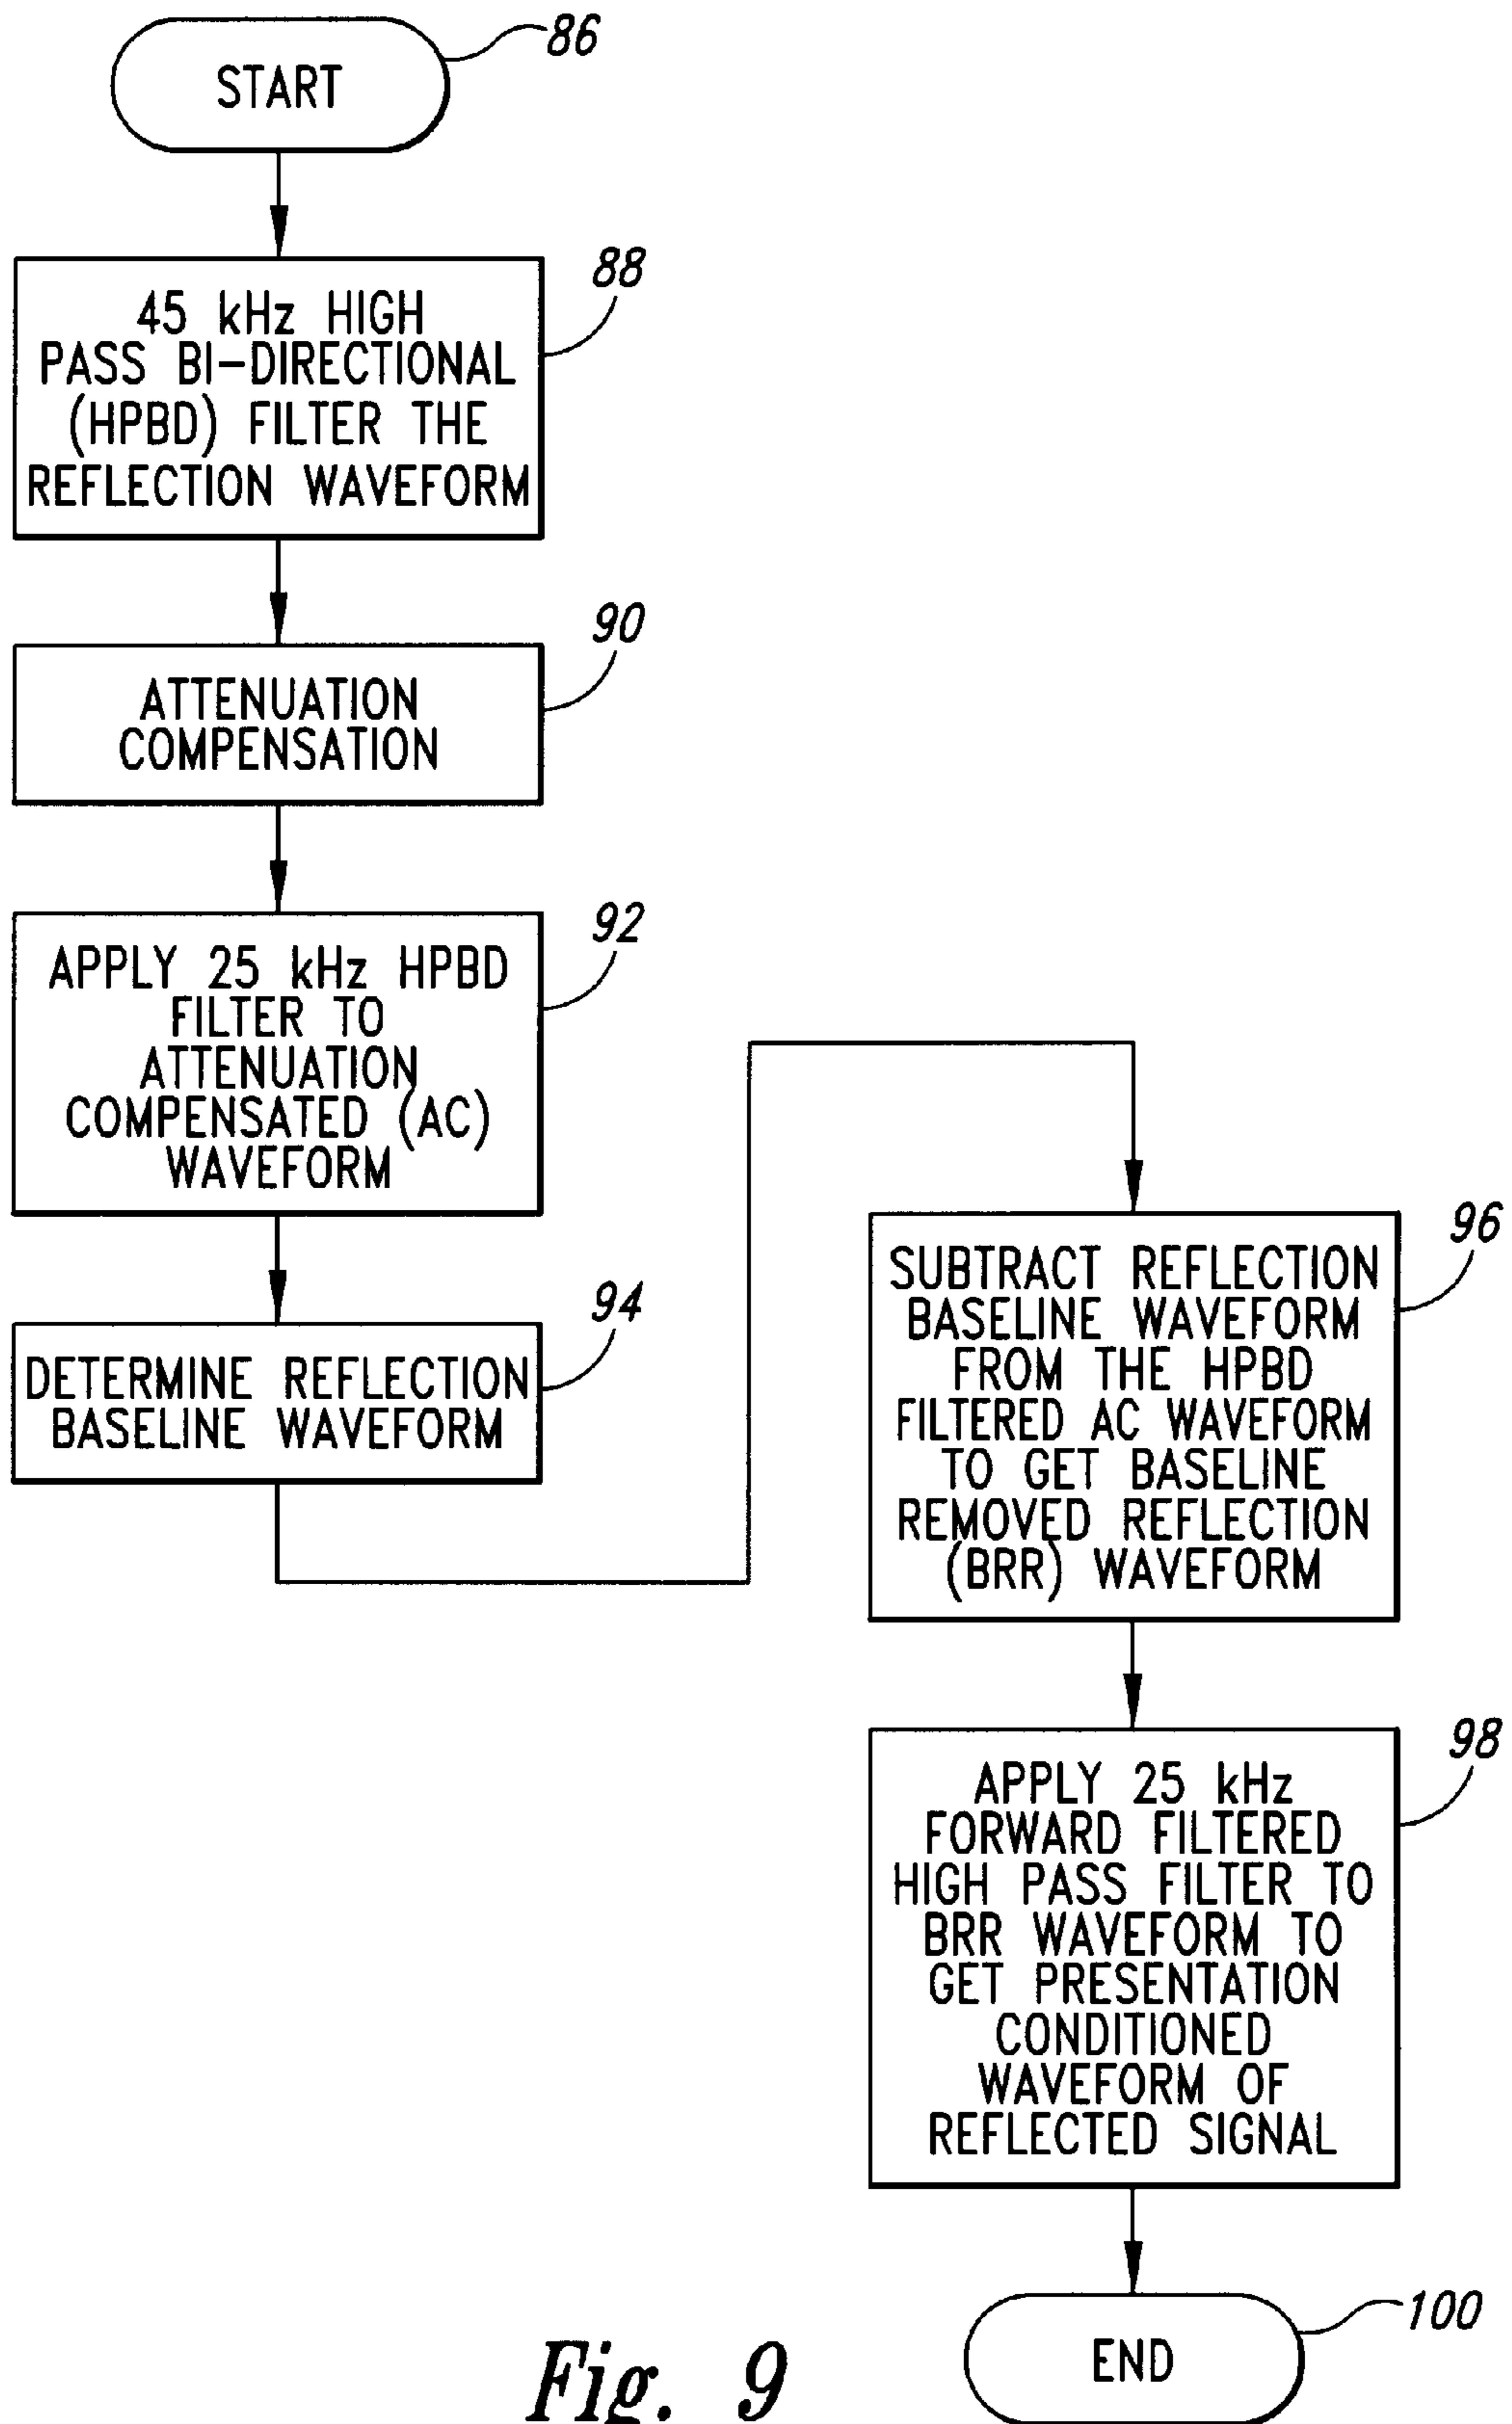 START
86
45 kHz HIGH
PASS BI-DIRECTIONAL
(HPBD) FILTER THE
REFLECTION WAVEFORM
88
ATTENUATION
COMPENSATION
90
APPLY 25 kHz HPBD
FILTER TO
ATTENUATION
COMPENSATED (AC)
WAVEFORM
92
DETERMINE REFLECTION
BASELINE WAVEFORM
94
SUBTRACT REFLECTION
BASELINE WAVEFORM
FROM THE HPBD
FILTERED AC WAVEFORM
TO GET BASELINE
REMOVED REFLECTION
(BRR) WAVEFORM
96
APPLY 25 kHz
FORWARD FILTERED
HIGH PASS FILTER TO
BRR WAVEFORM TO
GET PRESENTATION
CONDITIONED
WAVEFORM OF
REFLECTED SIGNAL
98
END
100
Fig. 9